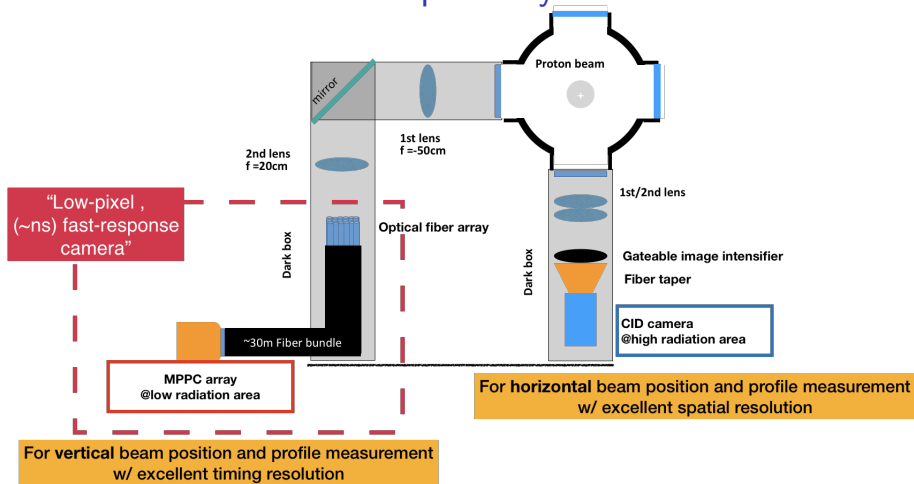 Proton beam
mirror
1st lens
f =-50cm
2nd lens
f =20cm
1st/2nd lens
“Low-pixel ,
(~ns) fast-response
camera”
Optical fiber array
Dark box
Dark box
Gateable image intensifier
Fiber taper
CID camera
@high radiation area
~30m Fiber bundle
MPPC array
@low radiation area
For horizontal beam position and profile measurement
w/ excellent spatial resolution
For vertical beam position and profile measurement
w/ excellent timing resolution